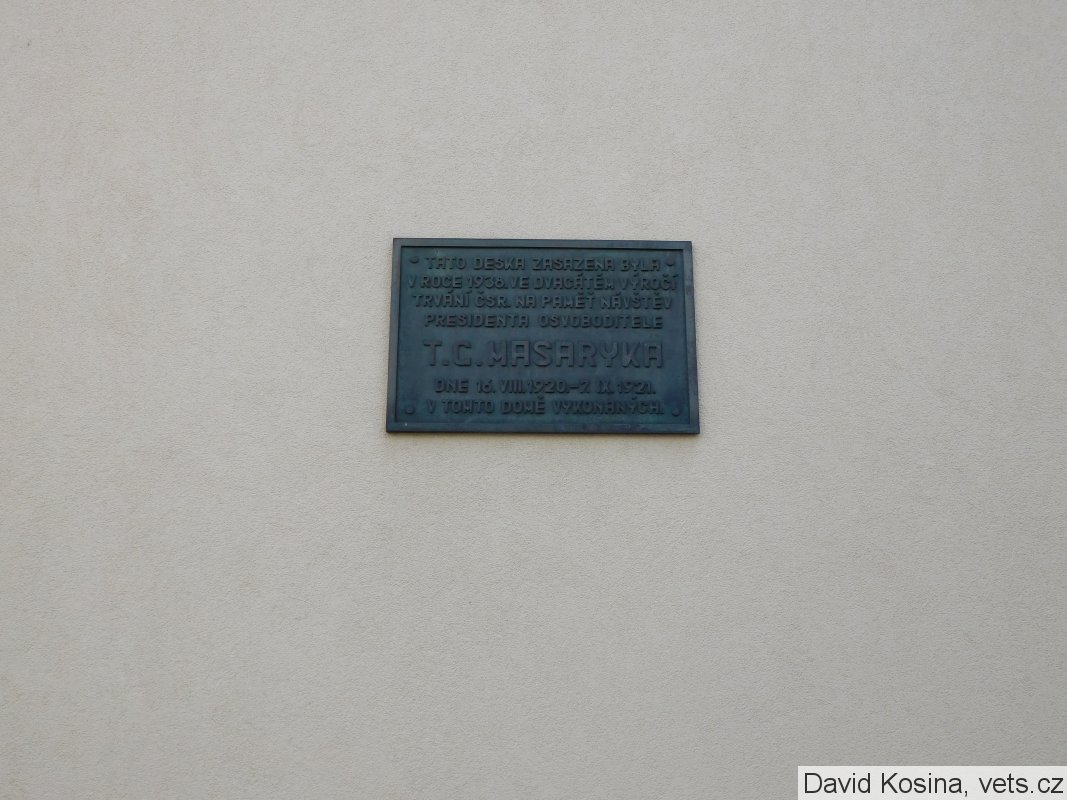 TATO DESKA ZASAZENA BYLA
V ROCE 1938. VE DVACÁTÉM VÝROČÍ
TRVÁNÍ ČSR. NA PAMĚŤ NÁVŠTĚV
PRESIDENTA OSVOBODITELE
T. G. MASARYKA
DNE 16. VIII. 1920.-7. IX. 1921.
V TOMTO DOMĚ VYKONANÝCH.
David Kosina, vets.cz